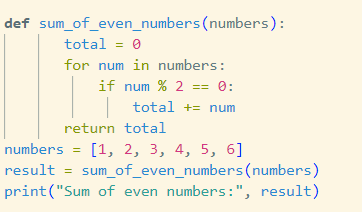 def sum_of_even_numbers(numbers):
        total = 0
        for num in numbers:
            if num % 2 == 0:
                total += num
        return total
numbers = [1, 2, 3, 4, 5, 6]
result = sum_of_even_numbers(numbers)
print("Sum of even numbers:", result)